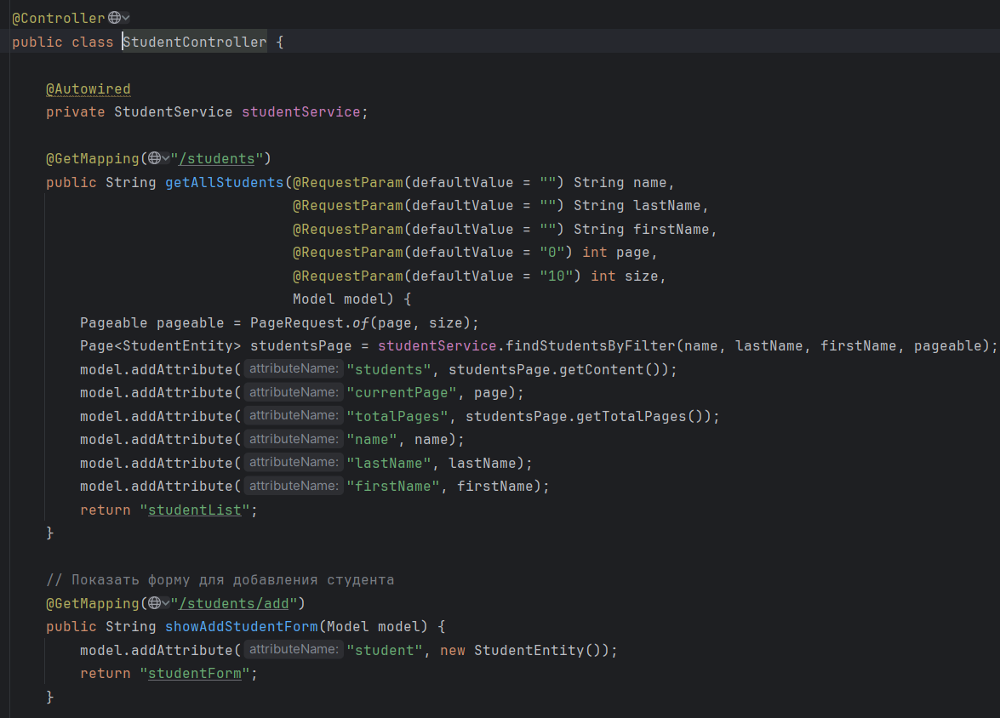 @Controller
public class StudentController {
@Autowired
private StudentService studentService;
@GetMapping("/students")
public String getAllStudents(@RequestParam(defaultValue = "") String name,
@RequestParam(defaultValue = "") String lastName,
@RequestParam(defaultValue = "") String firstName,
@RequestParam(defaultValue = "0") int page,
@RequestParam(defaultValue = "10") int size,
Model model) {
Pageable pageable = PageRequest.of(page, size);
Page<StudentEntity> studentsPage = studentService.findStudentsByFilter(name, lastName, firstName, pageable);
model.addAttribute( attributeName: "students", studentsPage.getContent());
model.addAttribute( attributeName: "currentPage", page);
model.addAttribute( attributeName: "totalPages", studentsPage.getTotalPages());
model.addAttribute( attributeName: "name", name);
model.addAttribute( attributeName: "lastName", lastName);
model.addAttribute( attributeName: "firstName", firstName);
return "studentList";
}
// Показать форму для добавления студента
@GetMapping("/students/add")
public String showAddStudentForm(Model model) {
model.addAttribute( attributeName: "student", new StudentEntity());
return "studentForm";
}